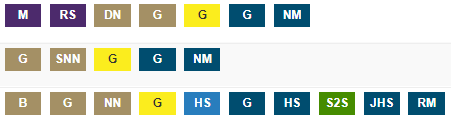 M RS DN G G G NM
G SNN G G NM
B G NN G HS G HS S2S JHS RM